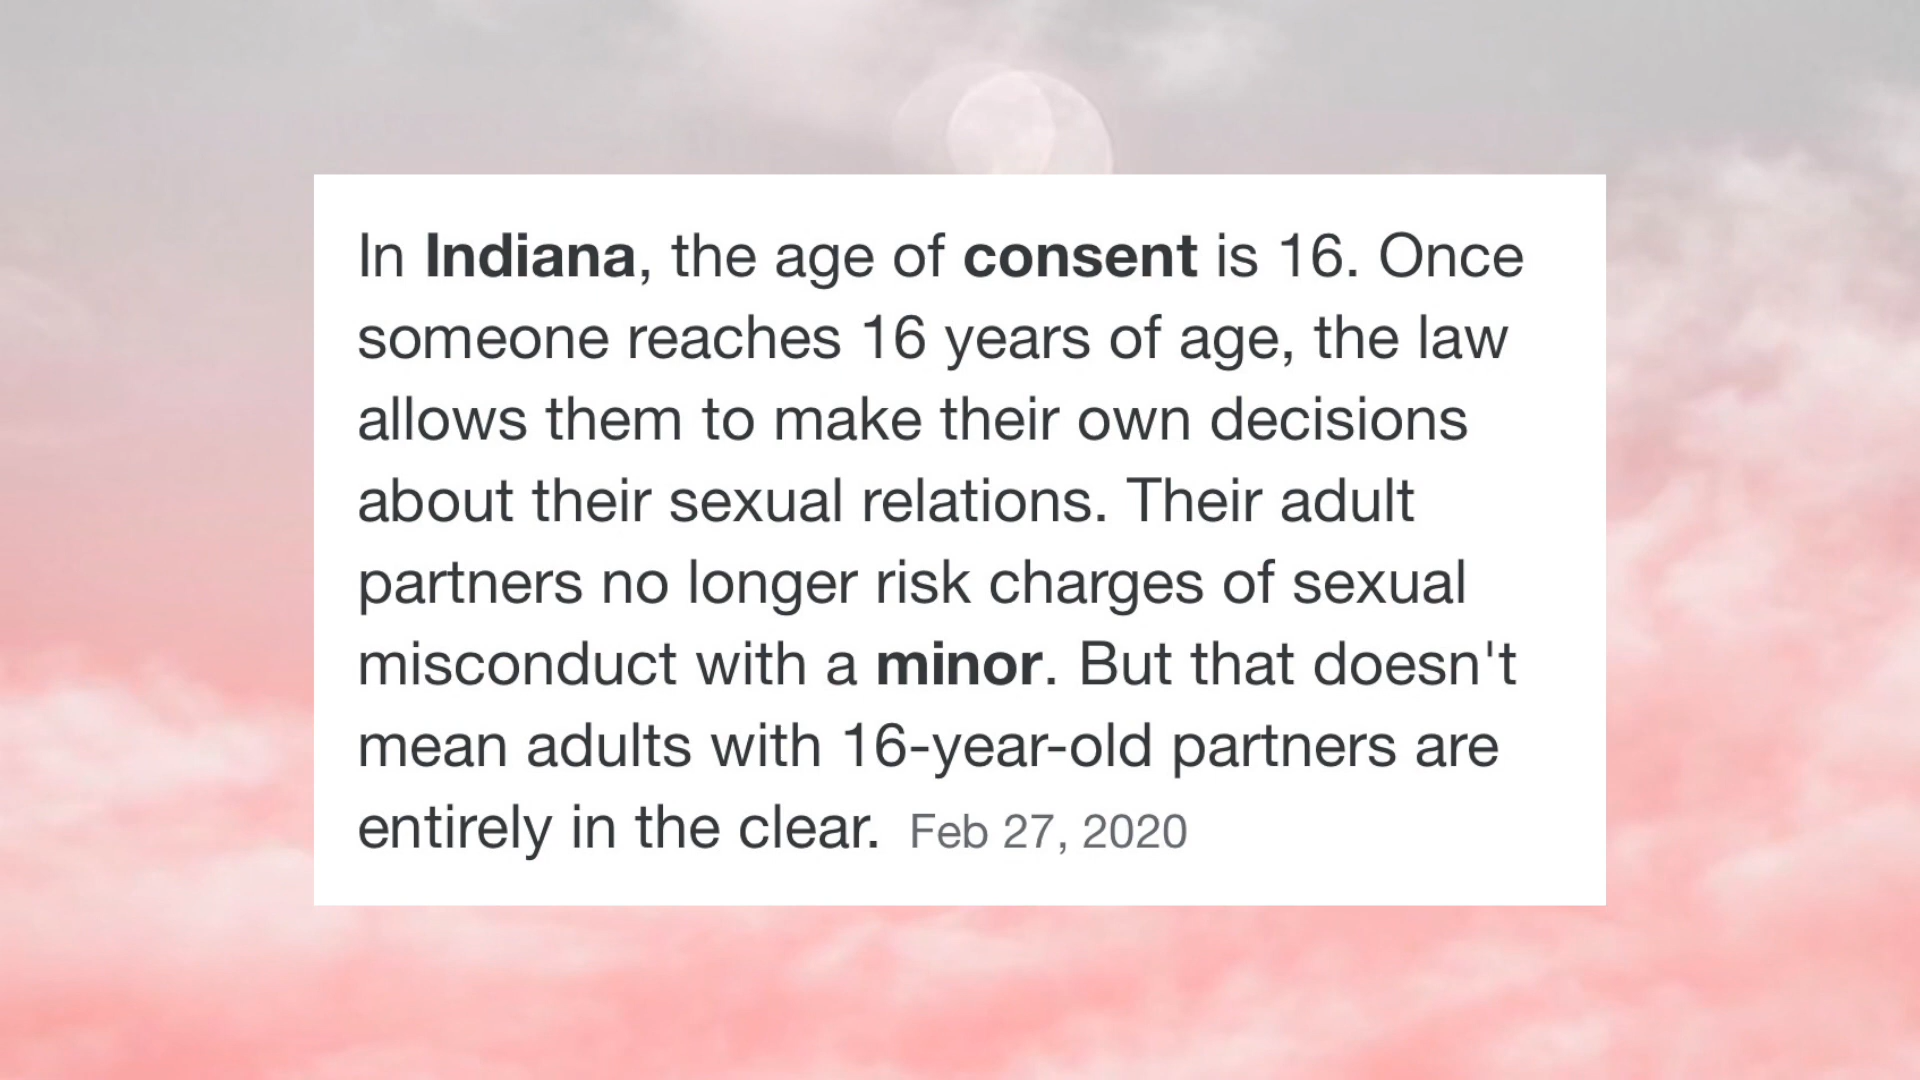 In Indiana, the age of consent is 16. Once
someone reaches 16 years of age, the law
allows them to make their own decisions
about their sexual relations. Their adult
partners no longer risk charges of sexual
misconduct with a minor. But that doesn't
mean adults with 16-year-old partners are
entirely in the clear. Feb 27, 2020